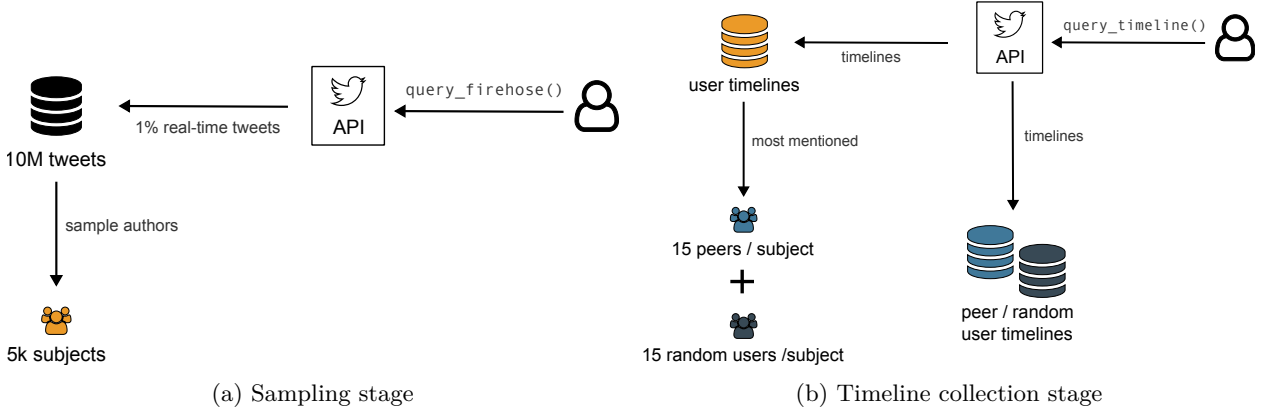 query_firehose()
API
1% real-time tweets
10M tweets
sample authors
5k subjects
(a) Sampling stage
query_timeline()
API
timelines
user timelines
most mentioned
timelines
15 peers / subject
+
15 random users /subject
peer / random
user timelines
(b) Timeline collection stage